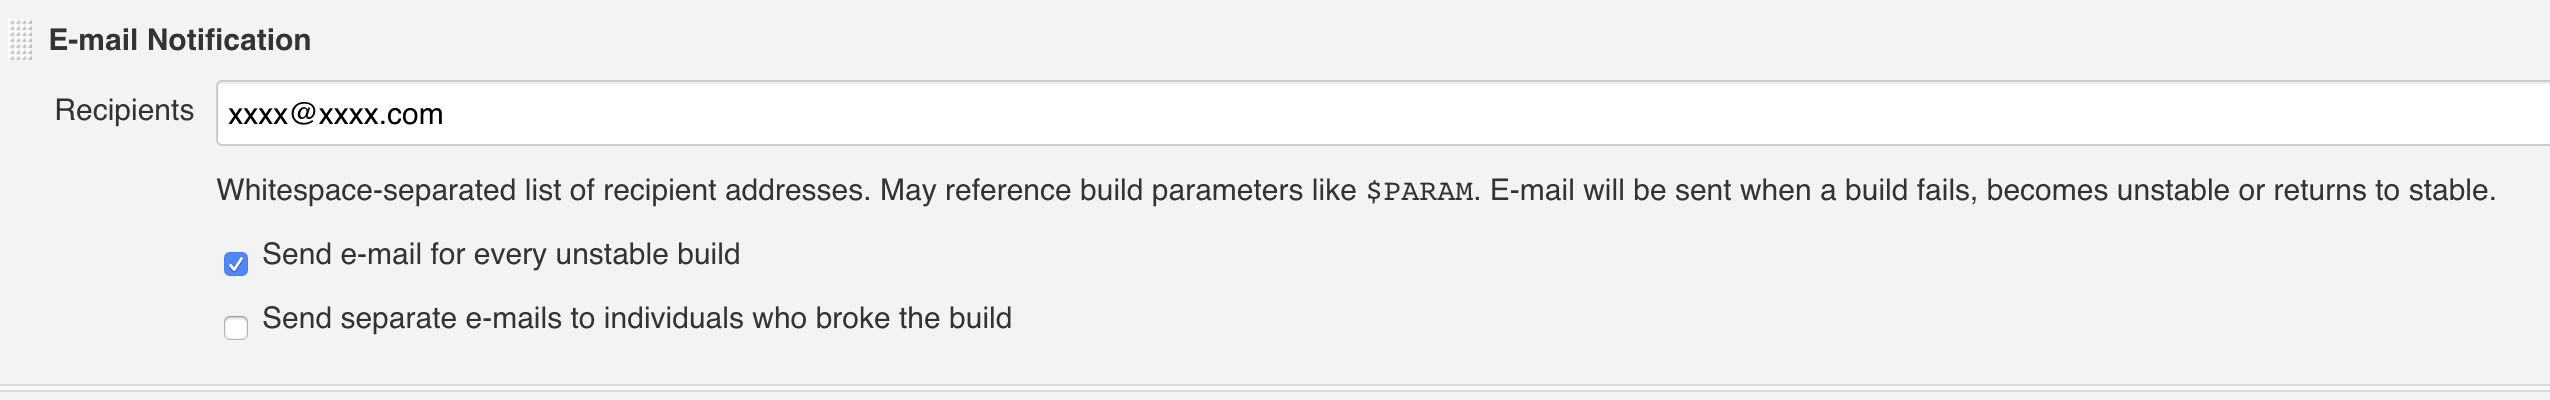 E-mail Notification
Recipients xxxx@xxxx.com
Whitespace-separated list of recipient addresses. May reference build parameters like $PARAM. E-mail will be sent when a build fails, becomes unstable or returns to stable.
Send e-mail for every unstable build
Send separate e-mails to individuals who broke the build